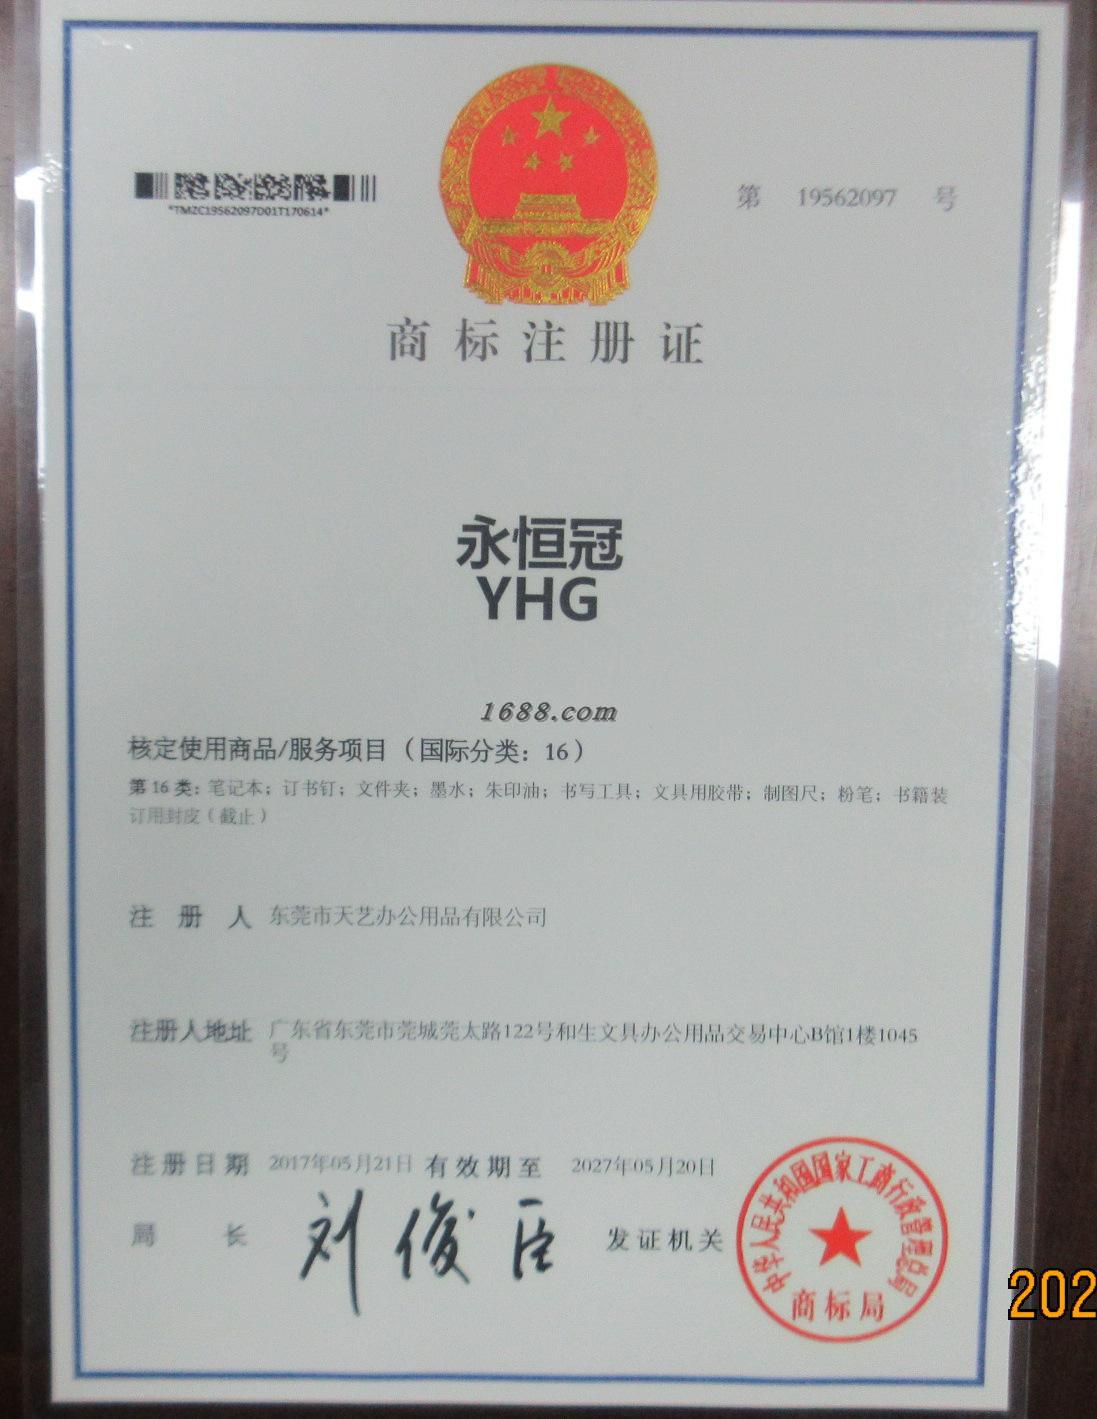 *TMZC19562097D01T170614*
第 19562097 号
商标注册证
永恒冠
YHG
1688.com
核定使用商品/服务项目（国际分类：16）
第 16 类：笔记本；订书钉；文件夹；墨水；朱印油；书写工具；文具用胶带；制图尺；粉笔；书籍装
订用封皮（截止）
注册人 东莞市天艺办公用品有限公司
注册人地址 广东省东莞市莞城莞太路122号和生文具办公用品交易中心B馆1楼1045
号
注册日期 2017年05月21日 有效期至 2027年05月20日
局长 刘俊臣 发证机关
中华人民共和国国家工商行政管理总局
商标局
202